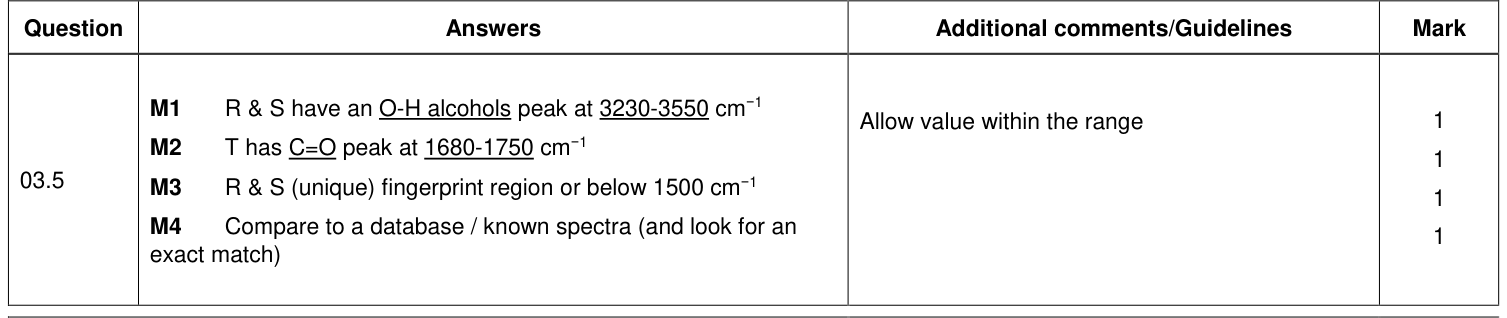 Question Answers Additional comments/Guidelines Mark
03.5
M1 R & S have an O-H alcohols peak at 3230-3550 cm⁻¹
M2 T has C=O peak at 1680-1750 cm⁻¹
M3 R & S (unique) fingerprint region or below 1500 cm⁻¹
M4 Compare to a database / known spectra (and look for an
exact match)
Allow value within the range
1
1
1
1